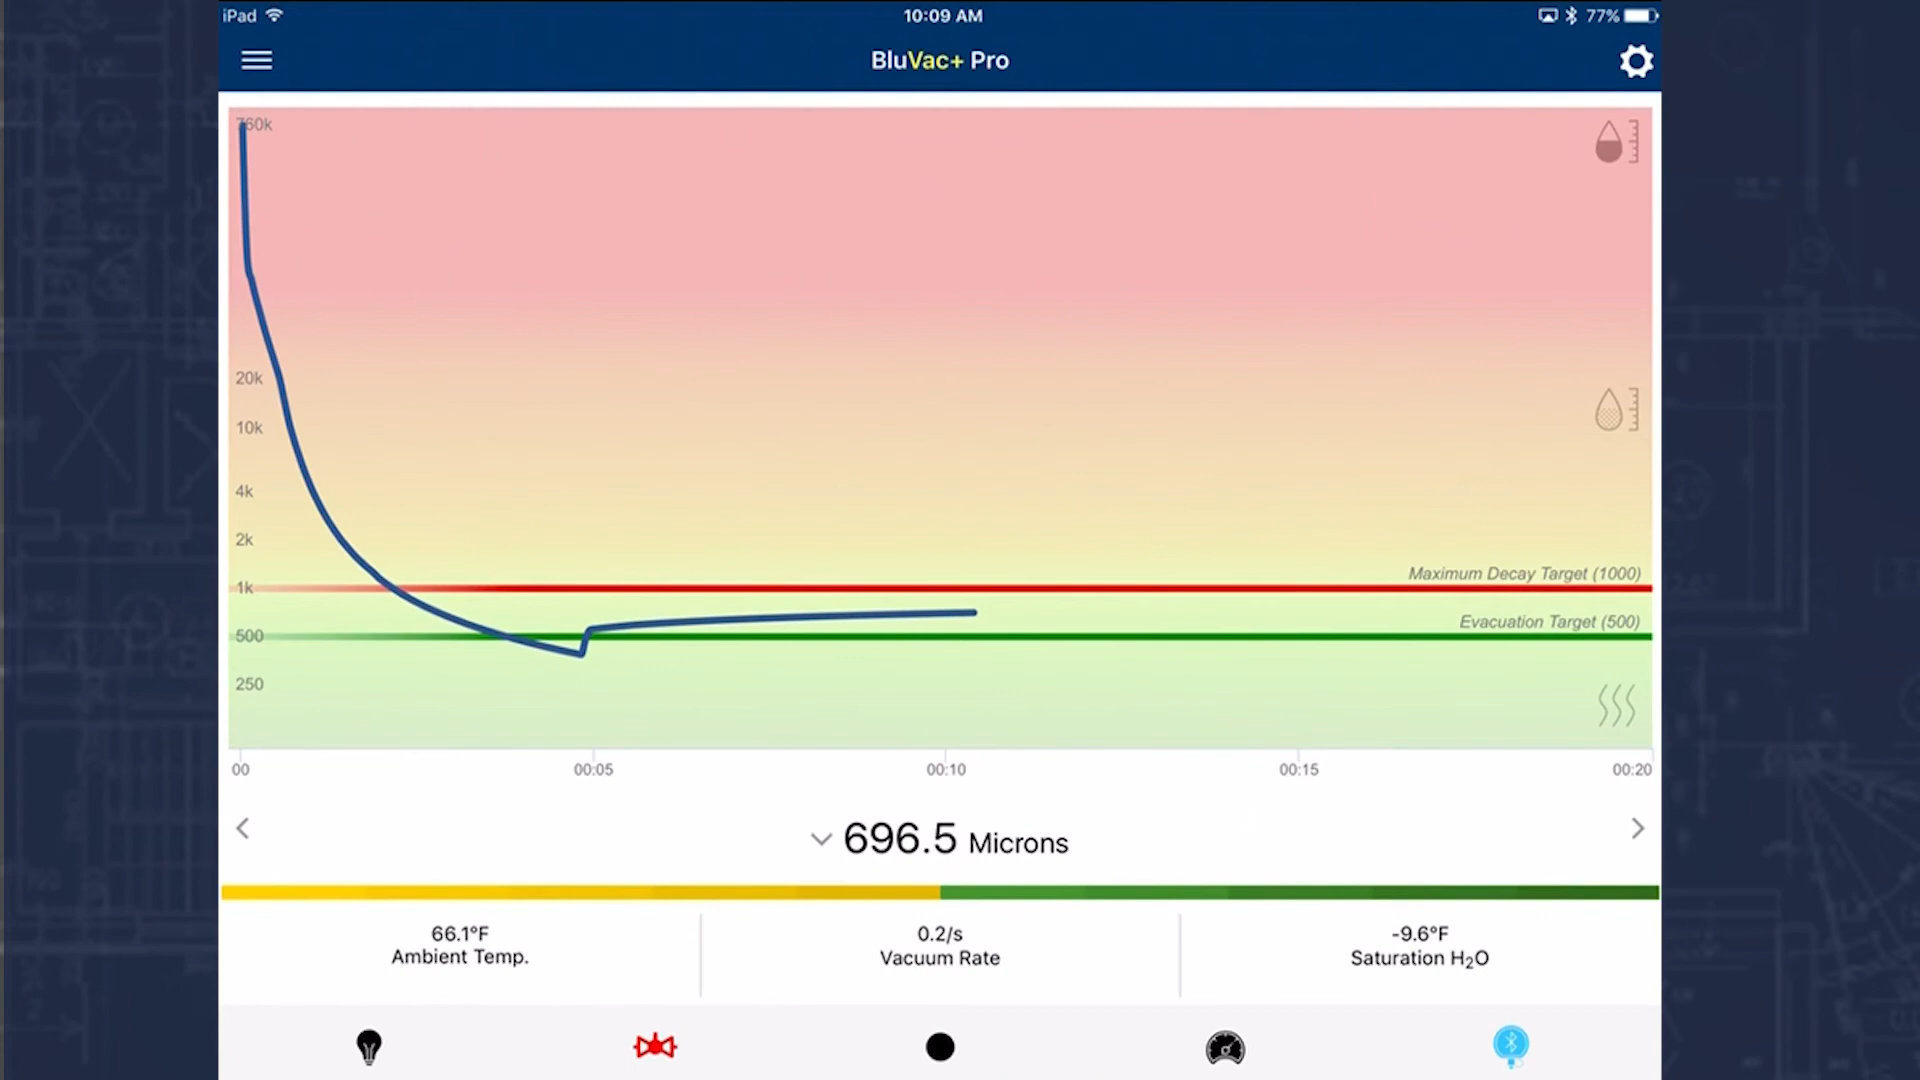 iPad 10:09 AM 77%
BluVac+ Pro
760k
20k
10k
4k
2k
Maximum Decay Target (1000)
1k
Evacuation Target (500)
500
250
00 00:05 00:10 00:15 00:20
696.5 Microns
66.1°F 0.2/s -9.6°F
Ambient Temp. Vacuum Rate Saturation H₂O